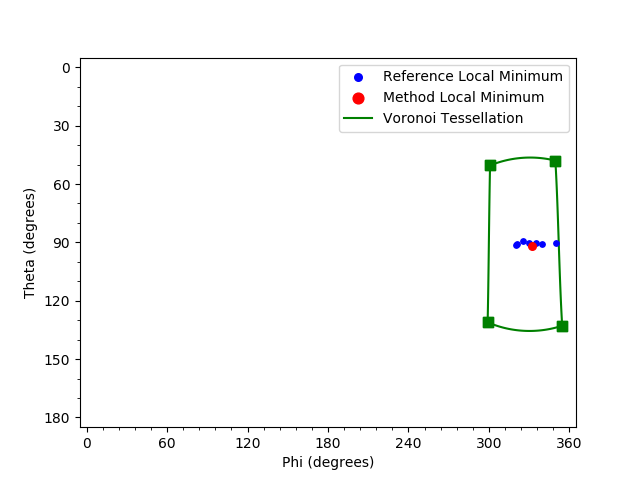 Reference Local Minimum
Method Local Minimum
Voronoi Tessellation
0
30
60
90
120
150
180
Theta (degrees)
0 60 120 180 240 300 360
Phi (degrees)